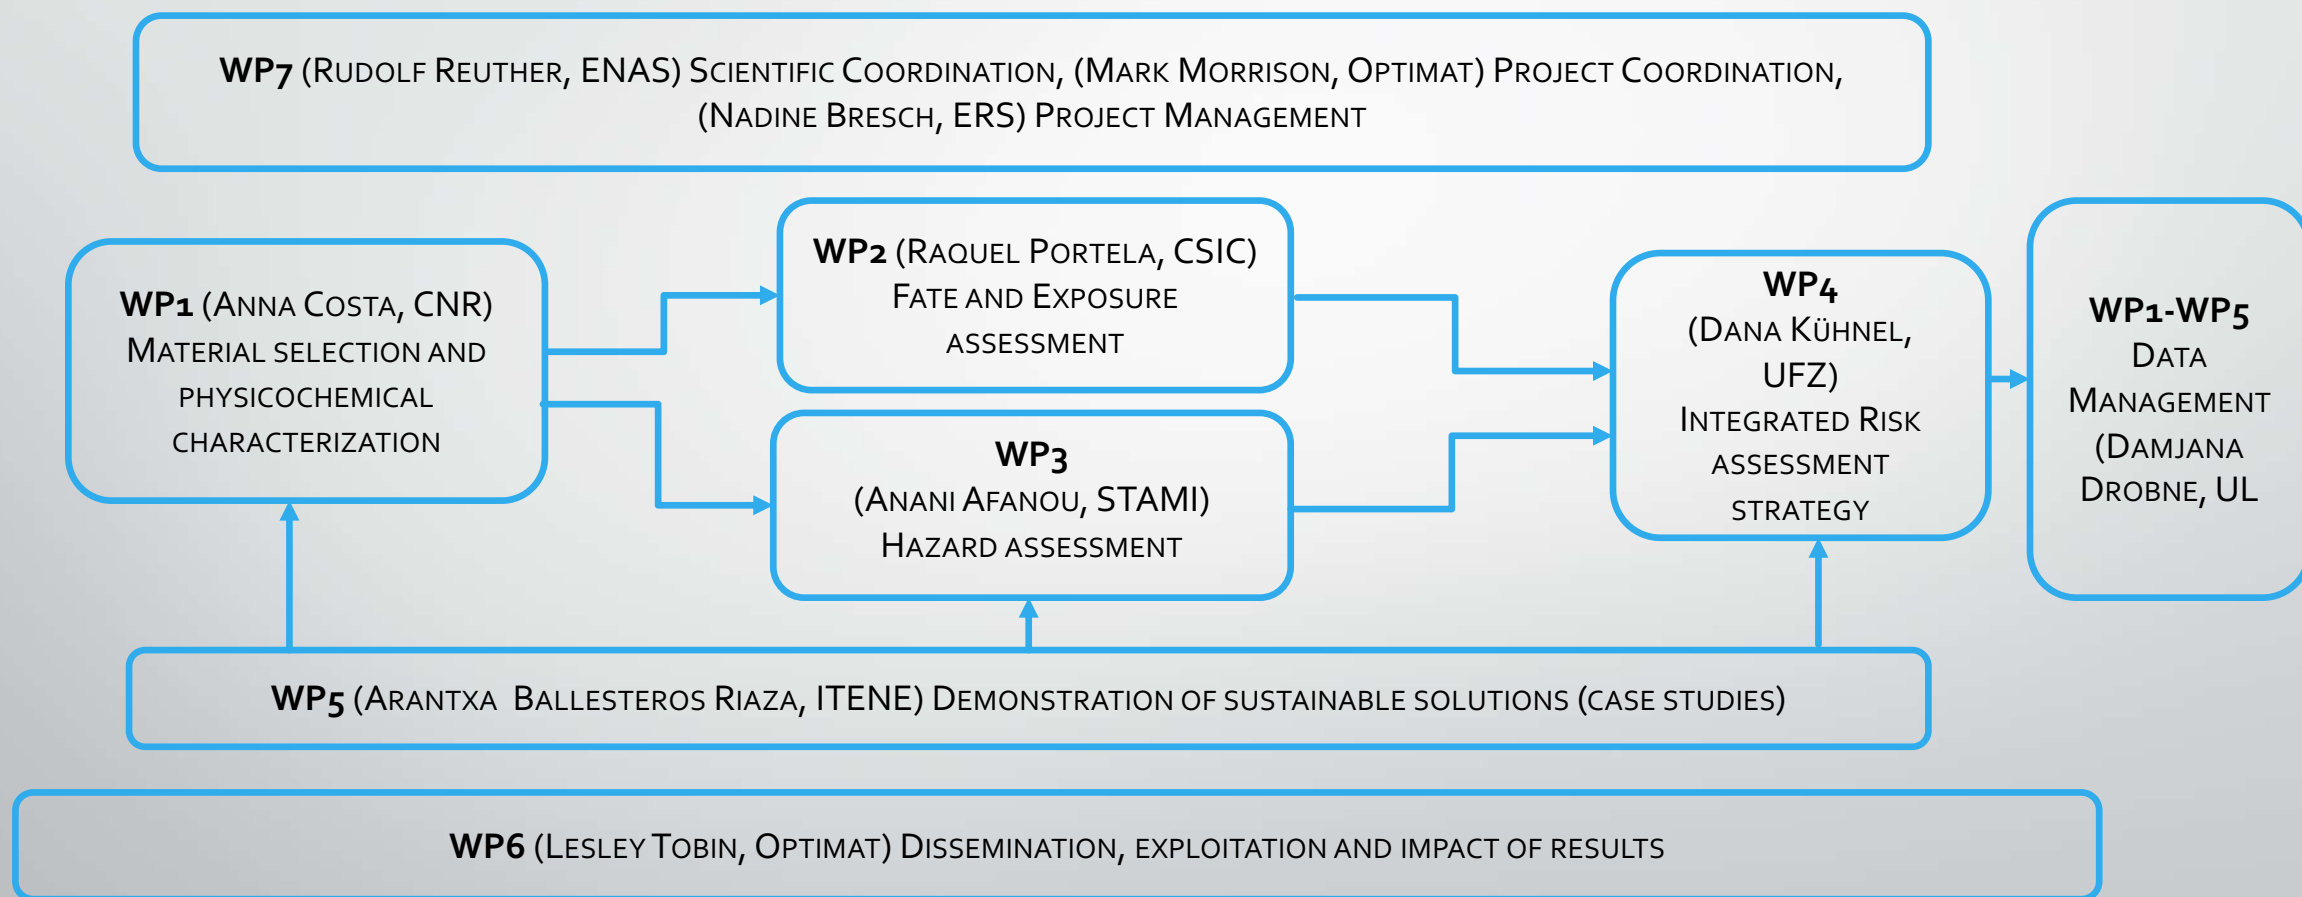 WP7 (Rudolf Reuther, ENAS) Scientific Coordination, (Mark Morrison, Optimat) Project Coordination,
(Nadine Bresch, ERS) Project Management
WP1 (Anna Costa, CNR)
Material selection and
physicochemical
characterization
WP2 (Raquel Portela, CSIC)
Fate and Exposure
assessment
WP3
(Anani Afanou, STAMI)
Hazard assessment
WP4
(Dana Kühnel,
UFZ)
Integrated Risk
assessment
strategy
WP1-WP5
Data
Management
(Damjana
Drobne, UL
WP5 (Arantxa Ballesteros Riaza, ITENE) Demonstration of sustainable solutions (case studies)
WP6 (Lesley Tobin, Optimat) Dissemination, exploitation and impact of results